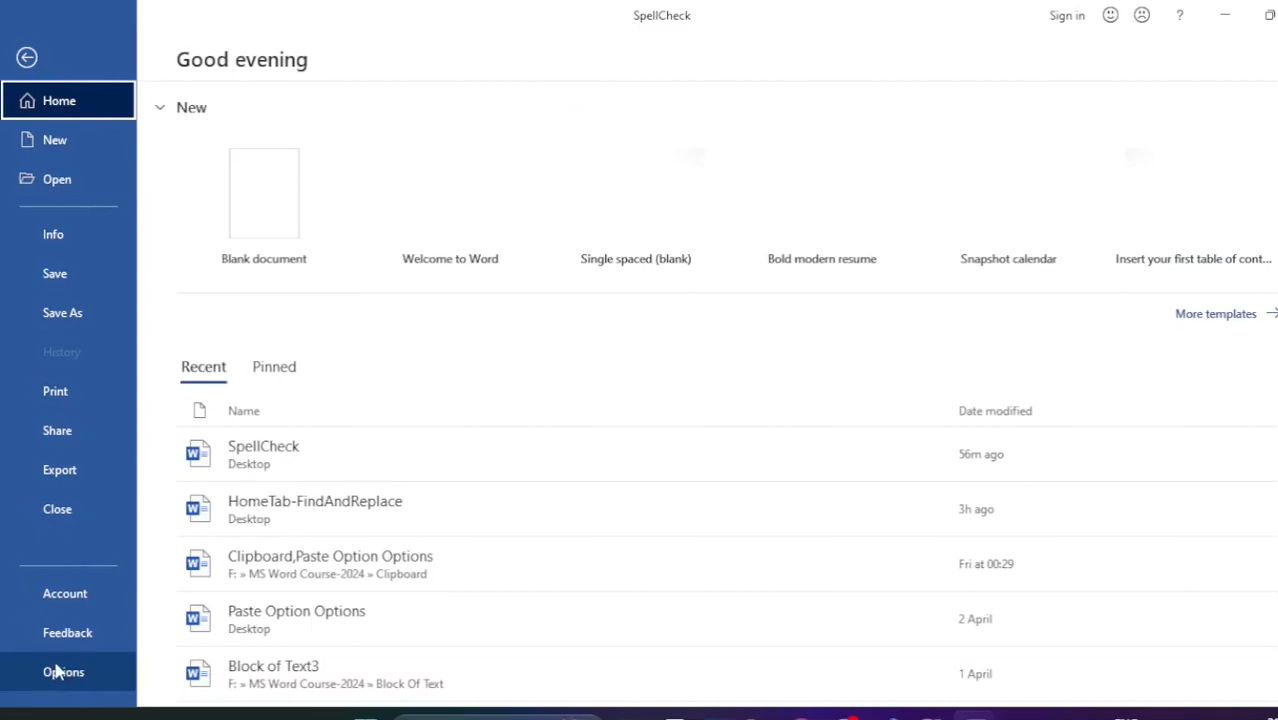 SpellCheck
Sign in
?
Good evening
Home
New
Open
Info
Save
Save As
History
Print
Share
Export
Close
Account
Feedback
Options
New
Blank document
Welcome to Word
Single spaced (blank)
Bold modern resume
Snapshot calendar
Insert your first table of cont...
More templates
Recent
Pinned
Name
Date modified
SpellCheck
Desktop
56m ago
HomeTab-FindAndReplace
Desktop
3h ago
Clipboard,Paste Option Options
F: » MS Word Course-2024 » Clipboard
Fri at 00:29
Paste Option Options
Desktop
2 April
Block of Text3
F: » MS Word Course-2024 » Block Of Text
1 April